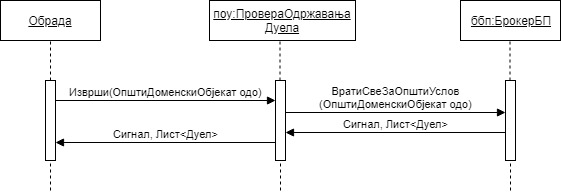 Обрада
поу:ПровераОдржавања
Дуела
ббп:БрокерБП
Изврши(ОпштиДоменскиОбјекат одо)
ВратиСвеЗаОпштиУслов
(ОпштиДоменскиОбјекат одо)
Сигнал, Лист<Дуел>
Сигнал, Лист<Дуел>